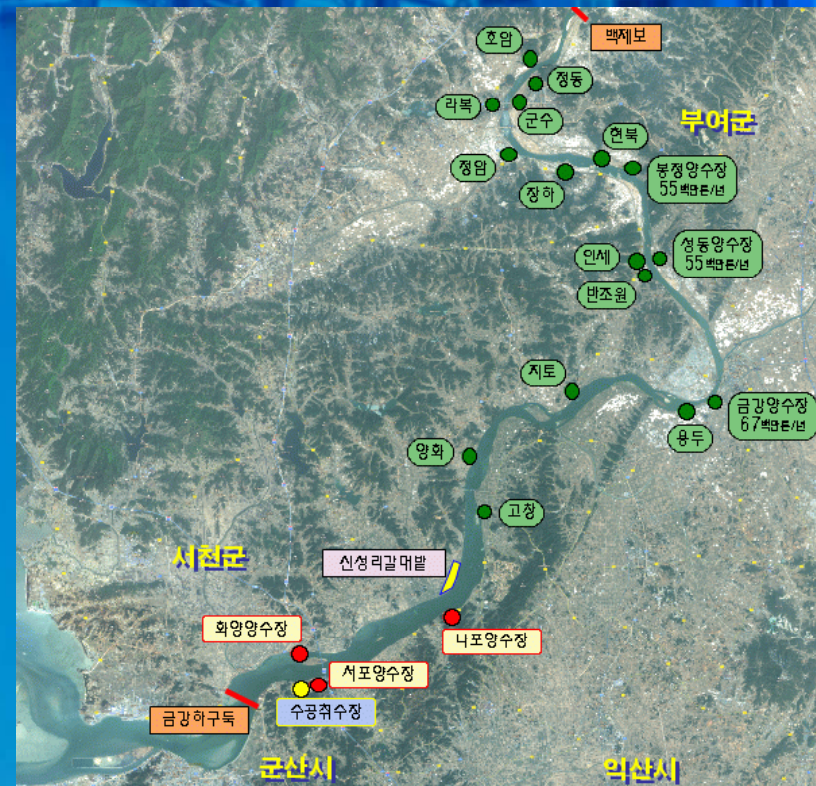 백제보
호암
정동
라복
군수
부여군
현북
정암
장하
봉정양수장
55백만톤/년
인세
성동양수장
55백만톤/년
반조원
지토
금강양수장
67백만톤/년
용두
양화
고창
서천군
신성리갈대밭
화양양수장
나포양수장
서포양수장
금강하구둑
수공취수장
군산시
익산시